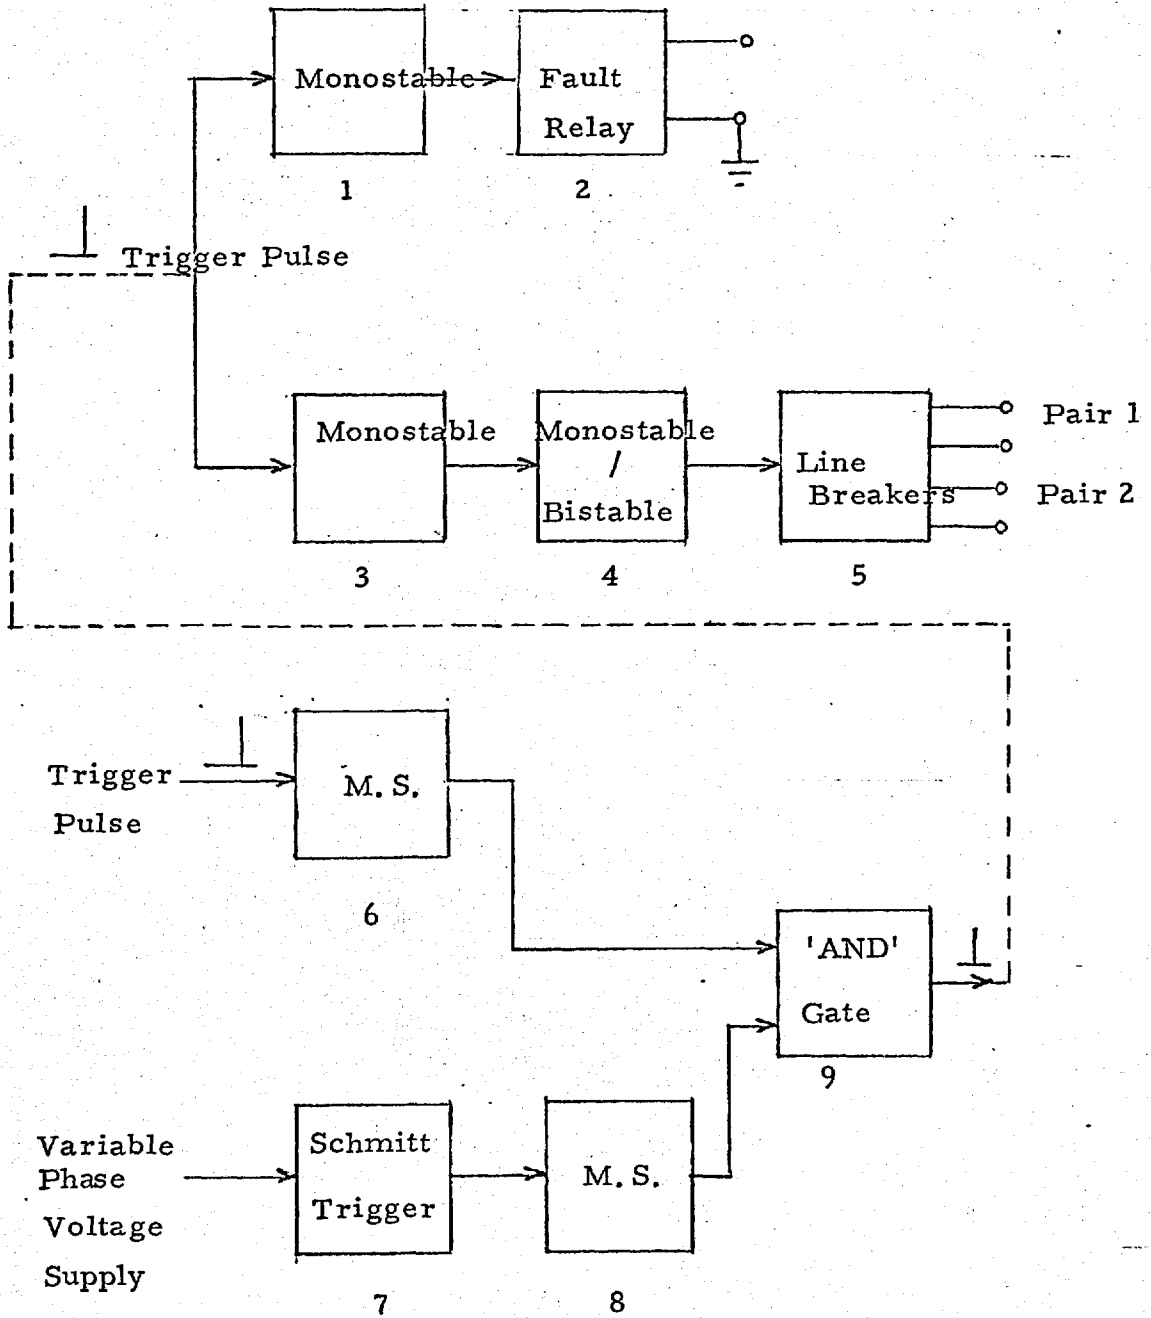 Monostable
Fault
Relay
1
2
Trigger Pulse
Monostable
Monostable
/
Bistable
Line
Breakers
Pair 1
Pair 2
3
4
5
Trigger
Pulse
M. S.
6
'AND'
Gate
9
Variable
Phase
Voltage
Supply
Schmitt
Trigger
M. S.
7
8